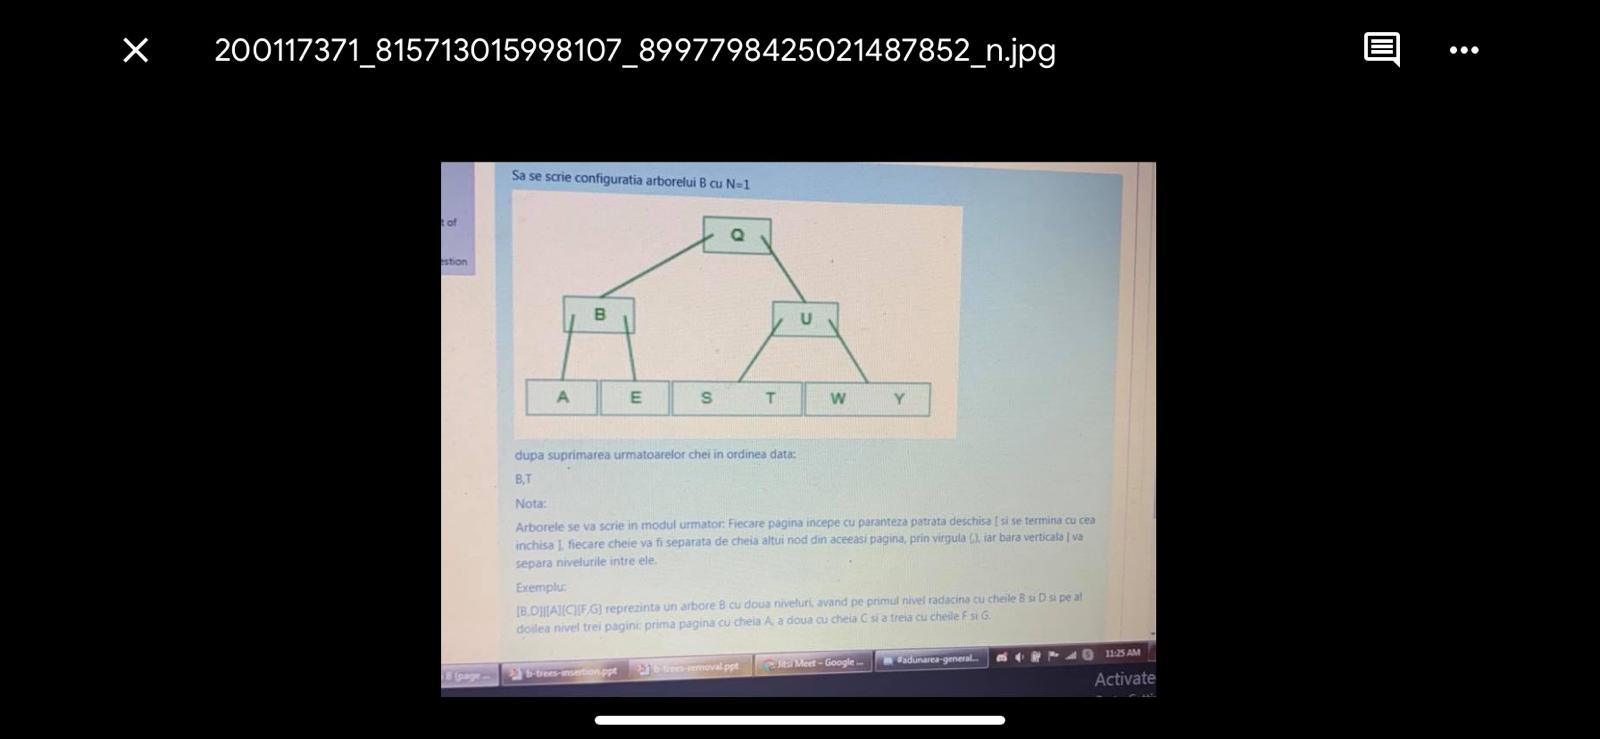 200117371_815713015998107_8997798425021487852_n.jpg
Sa se scrie configuratia arborelui B cu N=1
t of
estion
Q
B
U
A E S T W Y
dupa suprimarea urmatoarelor chei in ordinea data:
B,T
Nota:
Arborele se va scrie in modul urmator: Fiecare pagina incepe cu paranteza patrata deschisa [ si se termina cu cea
inchisa ], fiecare cheie va fi separata de cheia altui nod din aceeasi pagina, prin virgula (,), iar bara verticala | va
separa nivelurile intre ele.
Exemplu:
[B,D]|[A][C][F,G] reprezinta un arbore B cu doua niveluri, avand pe primul nivel radacina cu cheile B si D si pe al
doilea nivel trei pagini: prima pagina cu cheia A, a doua cu cheia C si a treia cu cheile F si G.
B (page ...
b-trees-insertion.ppt
b-trees-removal.ppt
Jitsi Meet - Google ...
#adunarea-general...
11:25 AM
Activate